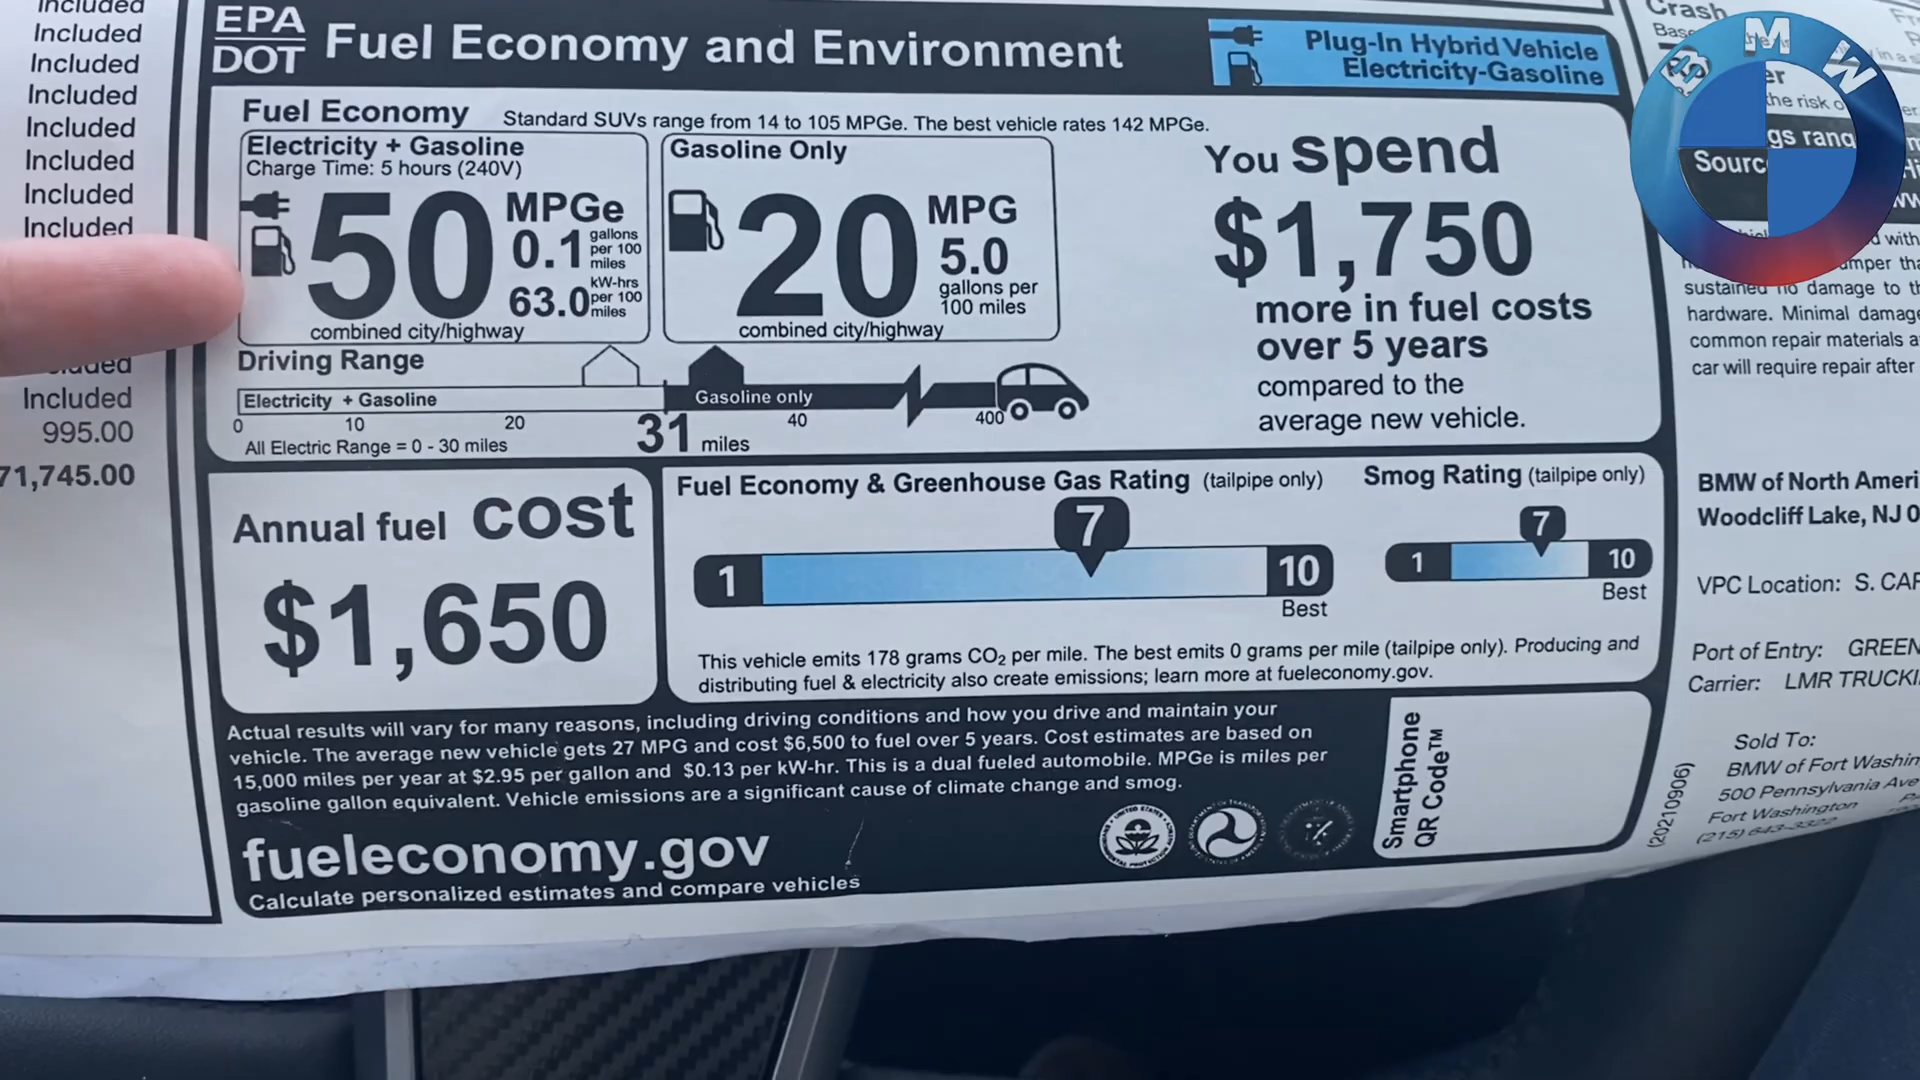 Included
Included
Included
Included
Included
Included
Included
Included
Included
995.00
71,745.00
EPA
DOT
Fuel Economy and Environment
Plug-In Hybrid Vehicle
Electricity-Gasoline
Fuel Economy
Standard SUVs range from 14 to 105 MPGe. The best vehicle rates 142 MPGe.
Electricity + Gasoline
Charge Time: 5 hours (240V)
50
MPGe
0.1 gallons per 100 miles
63.0 kW-hrs per 100 miles
combined city/highway
Gasoline Only
20
MPG
5.0
gallons per
100 miles
combined city/highway
You spend
$1,750
more in fuel costs
over 5 years
compared to the
average new vehicle.
Driving Range
Electricity + Gasoline
Gasoline only
0 10 20 31 miles 40 400
All Electric Range = 0 - 30 miles
Annual fuel cost
$1,650
Fuel Economy & Greenhouse Gas Rating (tailpipe only)
7
1
10
Best
Smog Rating (tailpipe only)
7
1
10
Best
This vehicle emits 178 grams CO2 per mile. The best emits 0 grams per mile (tailpipe only). Producing and
distributing fuel & electricity also create emissions; learn more at fueleconomy.gov.
Actual results will vary for many reasons, including driving conditions and how you drive and maintain your
vehicle. The average new vehicle gets 27 MPG and cost $6,500 to fuel over 5 years. Cost estimates are based on
15,000 miles per year at $2.95 per gallon and $0.13 per kW-hr. This is a dual fueled automobile. MPGe is miles per
gasoline gallon equivalent. Vehicle emissions are a significant cause of climate change and smog.
fueleconomy.gov
Calculate personalized estimates and compare vehicles
Smartphone
QR Code™
(20210906)
Crash
BMW
the risk o
gs rang
Sourc
d with
sustained no damage to t
hardware. Minimal damage
common repair materials a
car will require repair after
BMW of North Ameri
Woodcliff Lake, NJ 0
VPC Location: S. CAR
Port of Entry: GREEN
Carrier: LMR TRUCKI
Sold To:
BMW of Fort Washin
500 Pennsylvania Ave
Fort Washington
(215) 643-3322